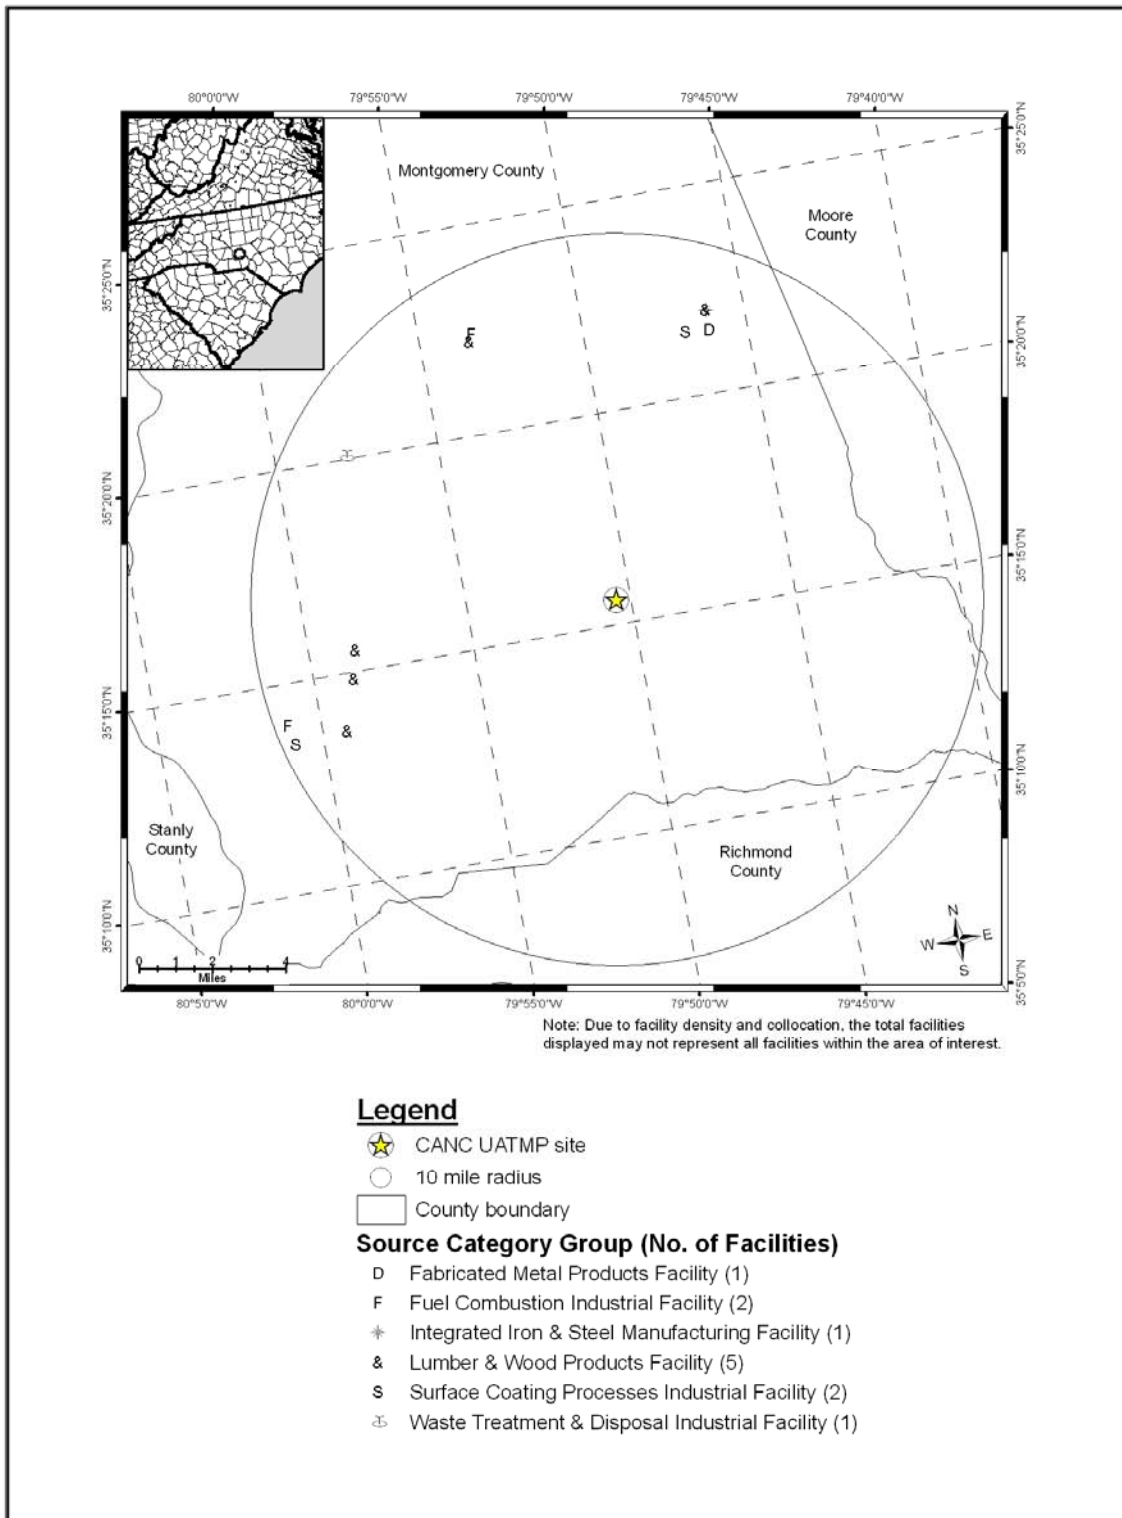 80°0'0"W 79°55'0"W 79°50'0"W 79°45'0"W 79°40'0"W
35°25'0"N
Montgomery County
Moore
County
35°25'0"N
&
S D
F
&
35°20'0"N
35°20'0"N
35°15'0"N
&
&
35°15'0"N
F
S
&
35°10'0"N
Stanly
County
Richmond
County
35°10'0"N
N
W E
S
0 1 2 4
Miles
35°5'0"N
80°5'0"W 80°0'0"W 79°55'0"W 79°50'0"W 79°45'0"W
Note: Due to facility density and collocation, the total facilities
displayed may not represent all facilities within the area of interest.
Legend
CANC UATMP site
10 mile radius
County boundary
Source Category Group (No. of Facilities)
D Fabricated Metal Products Facility (1)
F Fuel Combustion Industrial Facility (2)
Integrated Iron & Steel Manufacturing Facility (1)
& Lumber & Wood Products Facility (5)
S Surface Coating Processes Industrial Facility (2)
Waste Treatment & Disposal Industrial Facility (1)